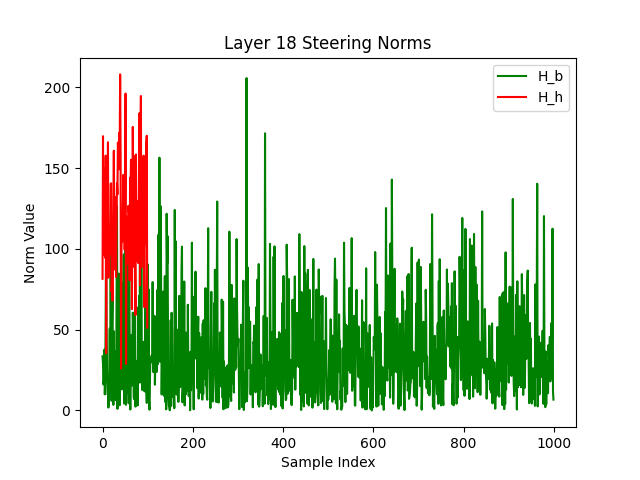 Layer 18 Steering Norms
H_b
H_h
Norm Value
200
150
100
50
0
0 200 400 600 800 1000
Sample Index